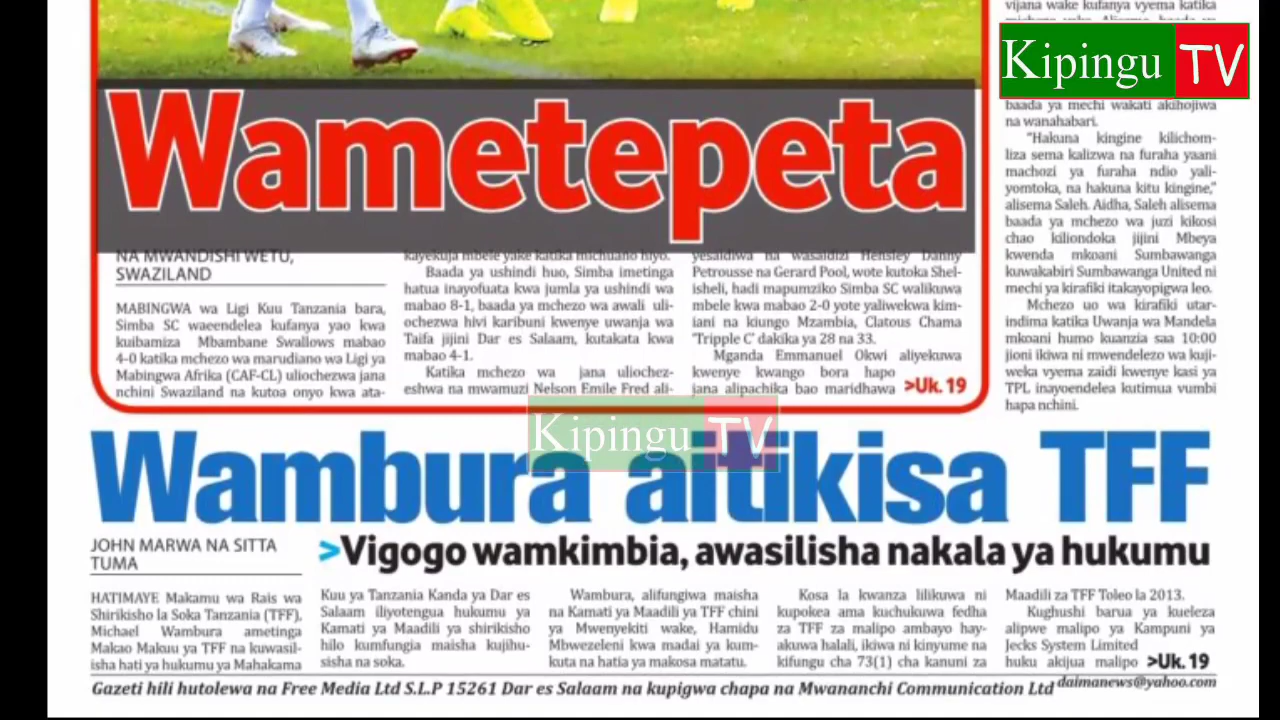 vijana wake kufanya vyema katika
Kipingu TV
Wametepeta
baada ya mechi wakati akihojiwa
na wanahabari.
"Hakuna kingine kilichom-
liza sema kalizwa na furaha yaani
machozi ya furaha ndio yali-
yomtoka, na hakuna kitu kingine,"
alisema Saleh. Aidha, Saleh alisema
baada ya mchezo wa juzi kikosi
chao kiliondoka jijini Mbeya
kwenda mkoani Sumbawanga
kuwakabiri Sumbawanga United ni
mechi ya kirafiki itakayopigwa leo.
Mchezo uo wa kirafiki utar-
indima katika Uwanja wa Mandela
mkoani humo kuanzia saa 10:00
jioni ikiwa ni mwendelezo wa kuji-
weka vyema zaidi kwenye kasi ya
TPL inayoendelea kutimua vumbi
hapa nchini.
NA MWANDISHI WETU,
SWAZILAND
MABINGWA wa Ligi Kuu Tanzania bara,
Simba SC waeendelea kufanya yao kwa
kuibamiza Mbambane Swallows mabao
4-0 katika mchezo wa marudiano wa Ligi ya
Mabingwa Afrika (CAF-CL) uliochezwa jana
nchini Swaziland na kutoa onyo kwa ata-
kayekuja mbele yake katika michuano hiyo.
Baada ya ushindi huo, Simba imetinga
hatua inayofuata kwa jumla ya ushindi wa
mabao 8-1, baada ya mchezo wa awali uli-
ochezwa hivi karibuni kwenye uwanja wa
Taifa jijini Dar es Salaam, kutakata kwa
mabao 4-1.
Katika mchezo wa jana uliochez-
eshwa na mwamuzi Nelson Emile Fred ali-
yesaidiwa na wasaidizi Hensley Danny
Petrousse na Gerard Pool, wote kutoka Shel-
isheli, hadi mapumziko Simba SC walikuwa
mbele kwa mabao 2-0 yote yaliwekwa kim-
iani na kiungo Mzambia, Clatous Chama
'Tripple C' dakika ya 28 na 33.
Mganda Emmanuel Okwi aliyekuwa
kwenye kwango bora hapo
jana alipachika bao maridhawa >Uk. 19
Kipingu TV
Wambura aitikisa TFF
>Vigogo wamkimbia, awasilisha nakala ya hukumu
JOHN MARWA NA SITTA
TUMA
HATIMAYE Makamu wa Rais wa
Shirikisho la Soka Tanzania (TFF),
Michael Wambura ametinga
Makao Makuu ya TFF na kuwasil-
isha hati ya hukumu ya Mahakama
Kuu ya Tanzania Kanda ya Dar es
Salaam iliyotengua hukumu ya
Kamati ya Maadili ya shirikisho
hilo kumfungia maisha kujihu-
sisha na soka.
Wambura, alifungiwa maisha
na Kamati ya Maadili ya TFF chini
ya Mwenyekiti wake, Hamidu
Mbwezeleni kwa madai ya kum-
kuta na hatia ya makosa matatu.
Kosa la kwanza lilikuwa ni
kupokea ama kuchukuwa fedha
za TFF za malipo ambayo hay-
akuwa halali, ikiwa ni kinyume na
kifungu cha 73(1) cha kanuni za
Maadili za TFF Toleo la 2013.
Kughushi barua ya kueleza
alipwe malipo ya Kampuni ya
Jecks System Limited
huku akijua malipo >Uk. 19
Gazeti hili hutolewa na Free Media Ltd S.L.P 15261 Dar es Salaam na kupigwa chapa na Mwananchi Communication Ltd
daimanews@yahoo.com